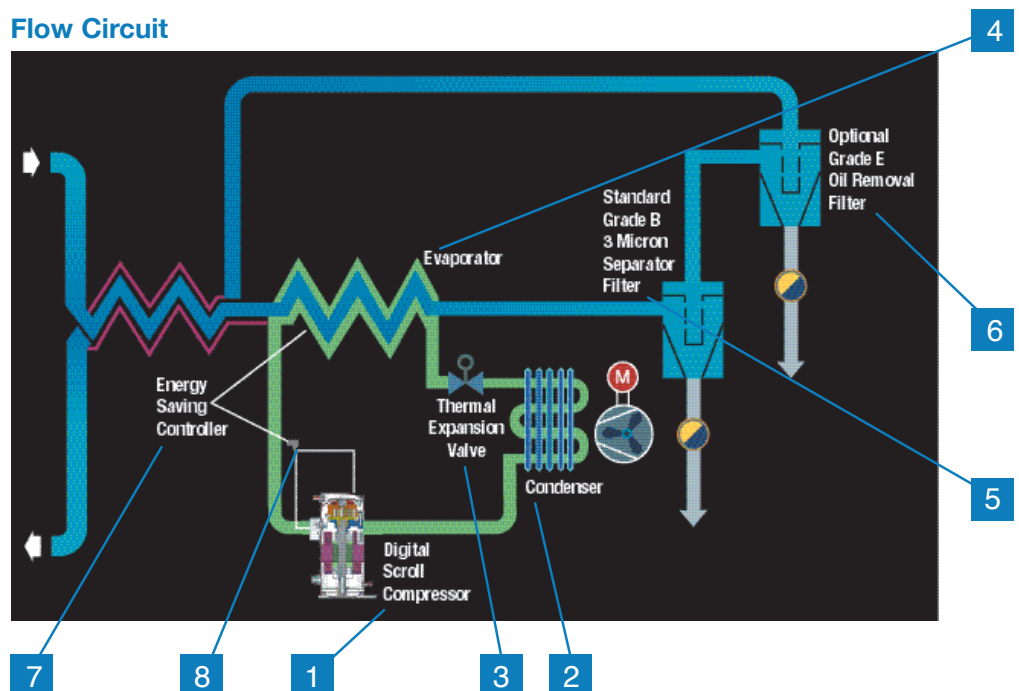 Flow Circuit
4
Optional
Grade E
Oil Removal
Filter
Standard
Grade B
3 Micron
Separator
Filter
Evaporator
6
Energy
Saving
Controller
M
Thermal
Expansion
Valve
Condenser
5
Digital
Scroll
Compressor
7
8
1
3
2